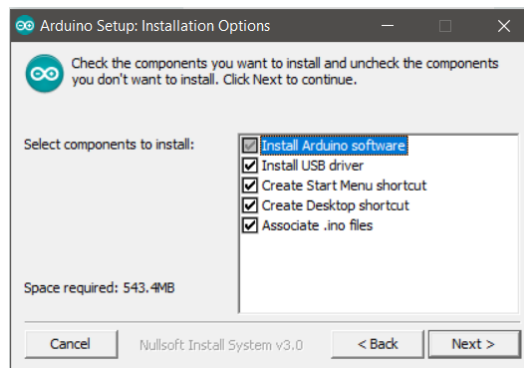 Arduino Setup: Installation Options
Check the components you want to install and uncheck the components
you don't want to install. Click Next to continue.
Select components to install:
Install Arduino software
Install USB driver
Create Start Menu shortcut
Create Desktop shortcut
Associate .ino files
Space required: 543.4MB
Cancel
Nullsoft Install System v3.0
< Back
Next >